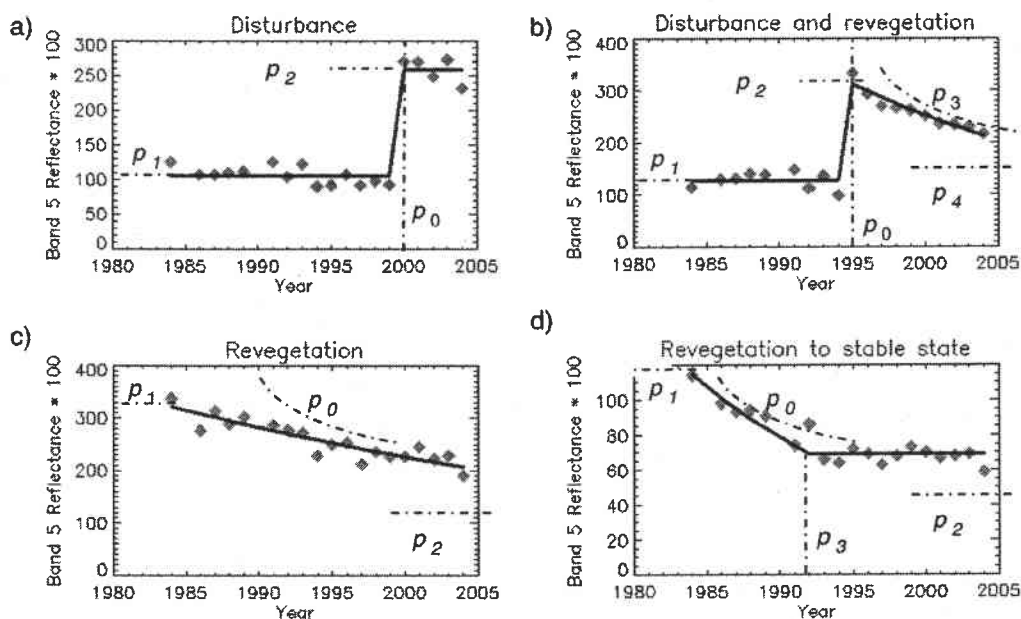 a)
Disturbance
Band 5 Reflectance * 100
300
250
200
150
100
50
0
p2
p1
p0
1980 1985 1990 1995 2000 2005
Year
b)
Disturbance and revegetation
Band 5 Reflectance * 100
400
300
200
100
0
p2
p3
p1
p4
p0
1980 1985 1990 1995 2000 2005
Year
c)
Revegetation
Band 5 Reflectance * 100
400
300
200
100
0
p1
p0
p2
1980 1985 1990 1995 2000 2005
Year
d)
Revegetation to stable state
Band 5 Reflectance * 100
100
80
60
40
20
0
p1
p0
p2
p3
1980 1985 1990 1995 2000 2005
Year